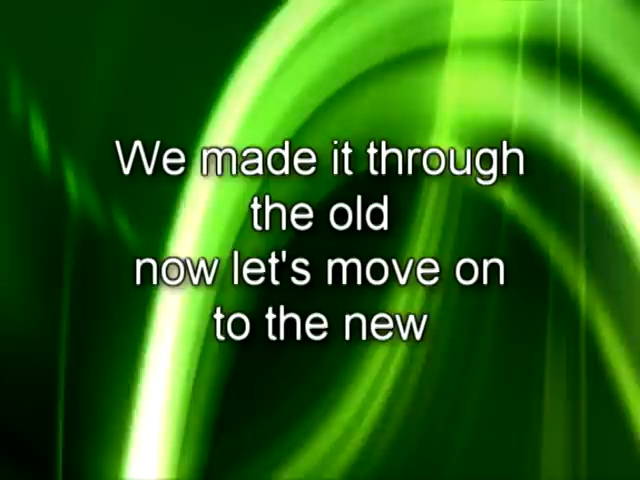 We made it through
the old
now let's move on
to the new